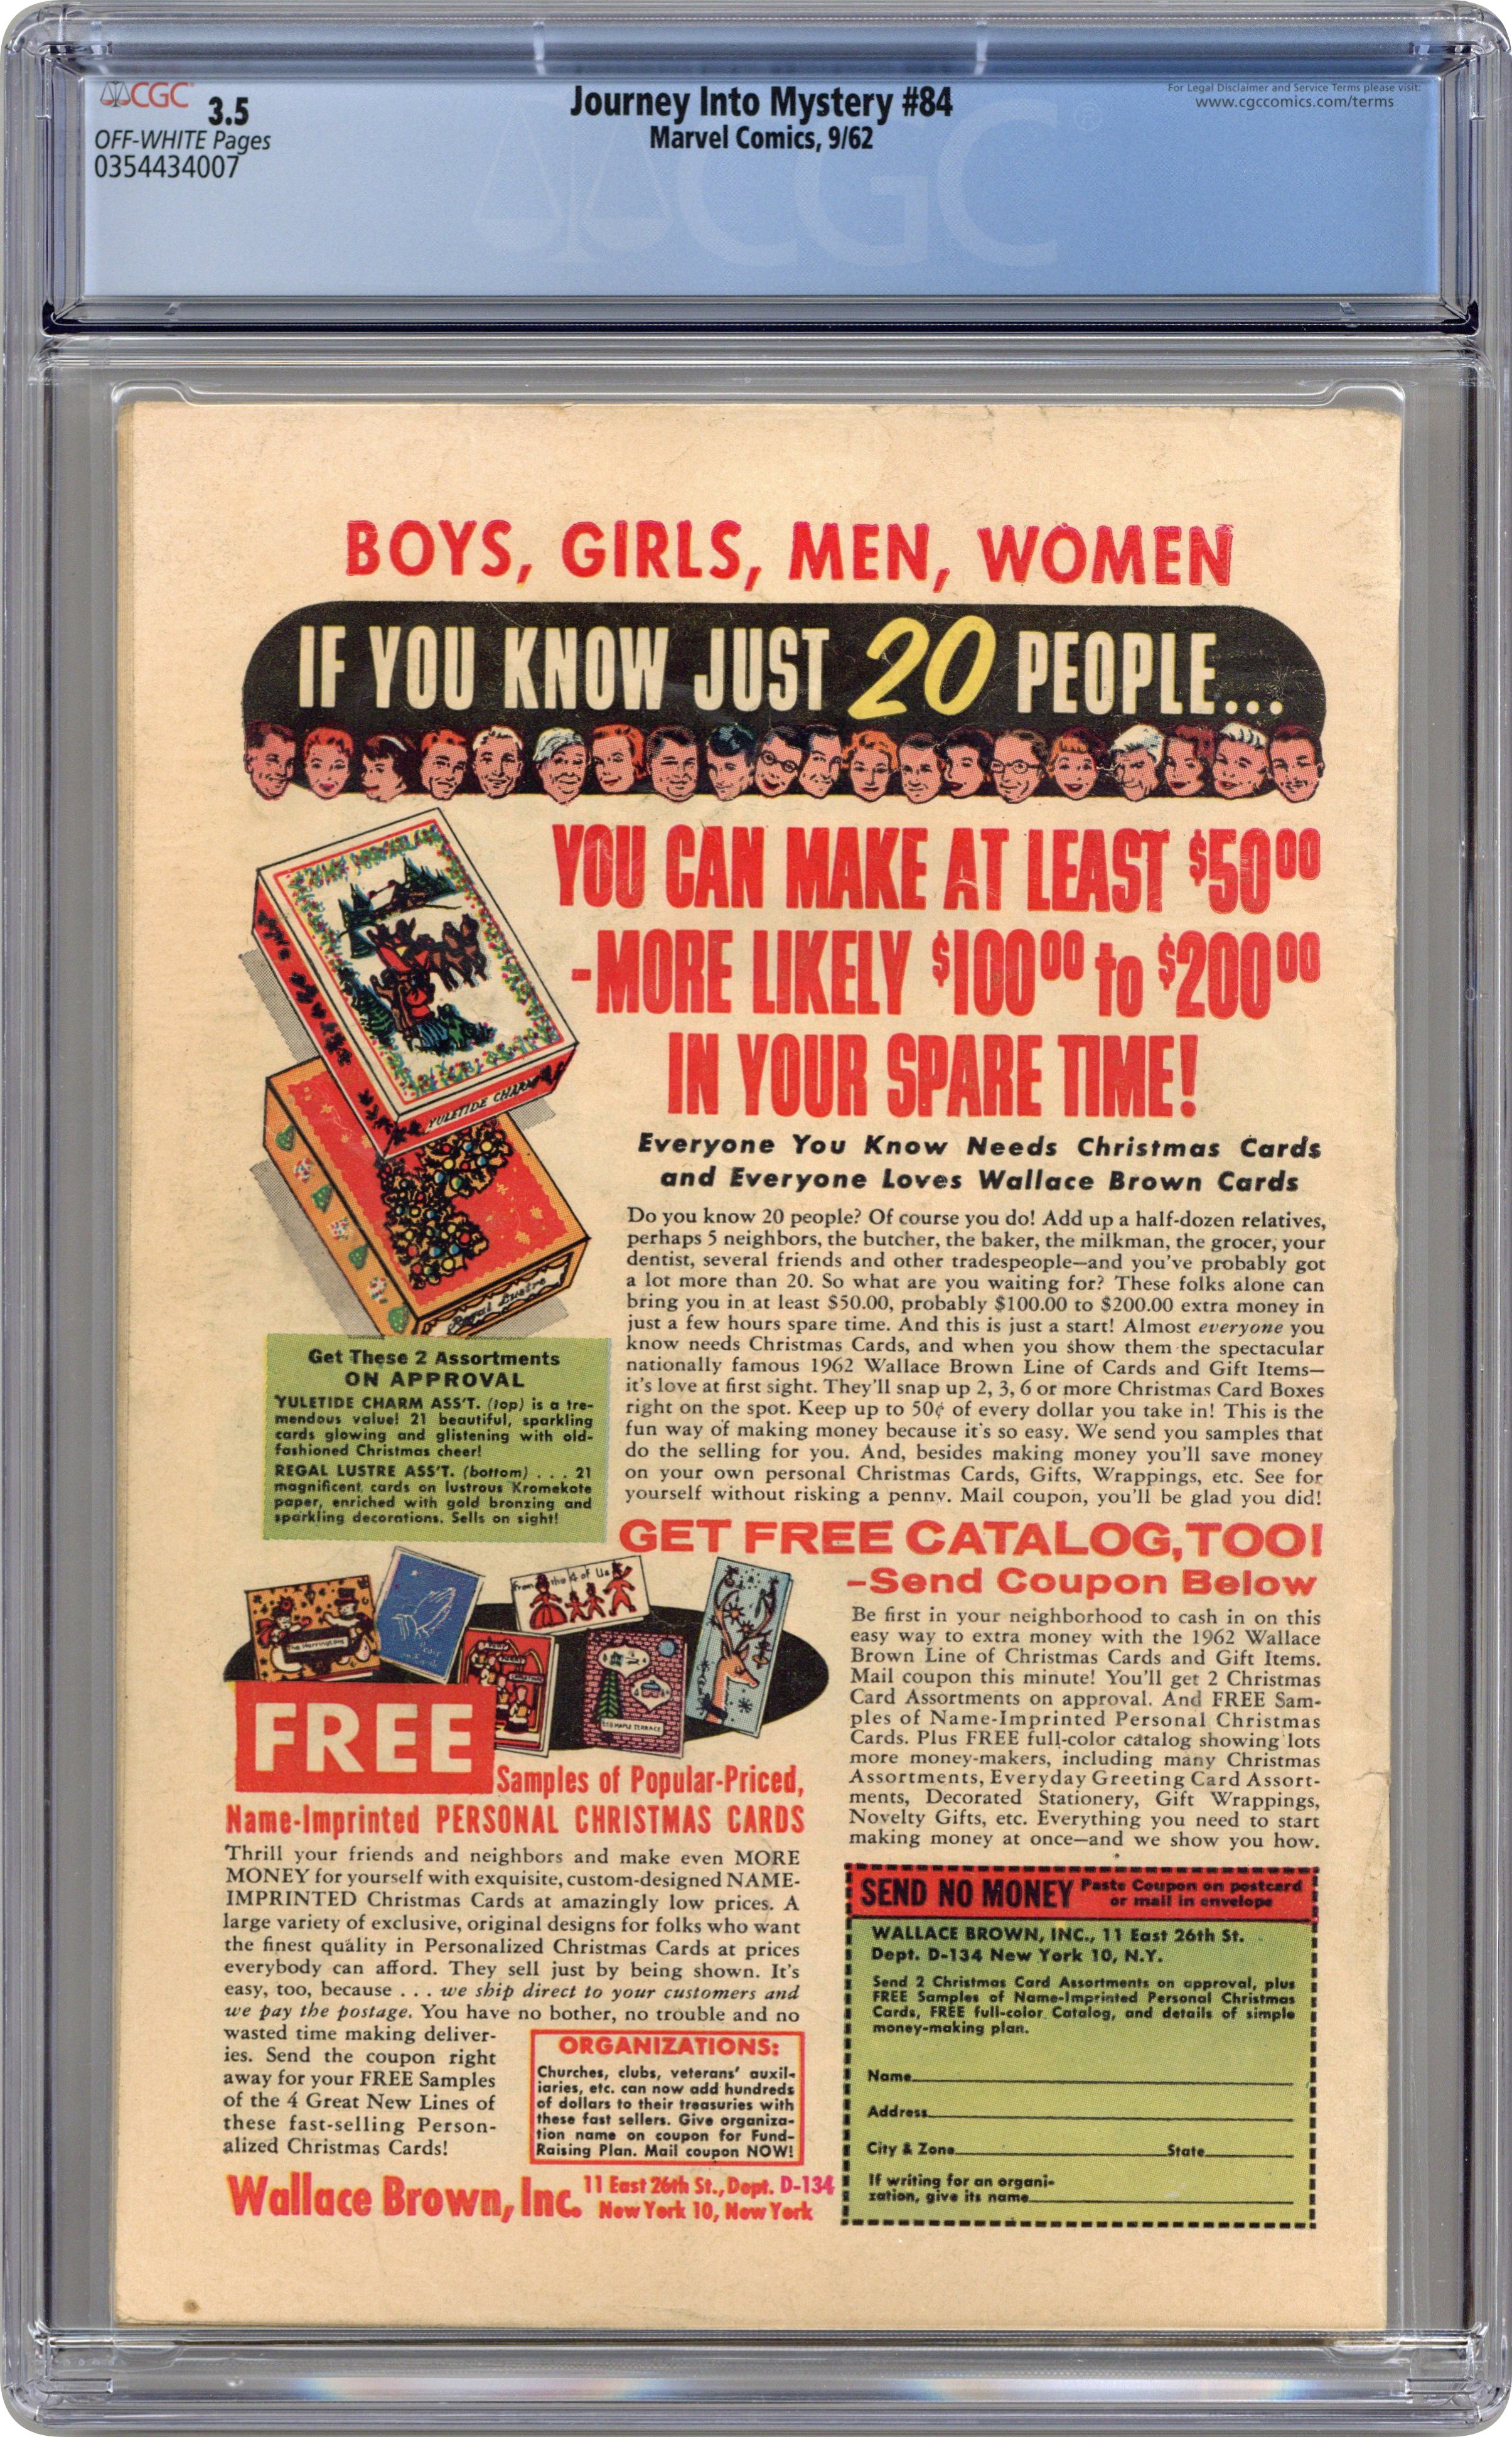 CGC 3.5
OFF-WHITE Pages
0354434007
Journey Into Mystery #84
Marvel Comics, 9/62
For Legal Disclaimer and Service Terms please visit:
www.cgccomics.com/terms
CGC
BOYS, GIRLS, MEN, WOMEN
IF YOU KNOW JUST 20 PEOPLE...
YOU CAN MAKE AT LEAST $5000
-MORE LIKELY $10000 to $20000
IN YOUR SPARE TIME!
YULETIDE CHARM
Regal Lustre
Everyone You Know Needs Christmas Cards
and Everyone Loves Wallace Brown Cards
Do you know 20 people? Of course you do! Add up a half-dozen relatives,
perhaps 5 neighbors, the butcher, the baker, the milkman, the grocer, your
dentist, several friends and other tradespeople—and you've probably got
a lot more than 20. So what are you waiting for? These folks alone can
bring you in at least $50.00, probably $100.00 to $200.00 extra money in
just a few hours spare time. And this is just a start! Almost everyone you
know needs Christmas Cards, and when you show them the spectacular
nationally famous 1962 Wallace Brown Line of Cards and Gift Items—
it's love at first sight. They'll snap up 2, 3, 6 or more Christmas Card Boxes
right on the spot. Keep up to 50¢ of every dollar you take in! This is the
fun way of making money because it's so easy. We send you samples that
do the selling for you. And, besides making money you'll save money
on your own personal Christmas Cards, Gifts, Wrappings, etc. See for
yourself without risking a penny. Mail coupon, you'll be glad you did!
Get These 2 Assortments
ON APPROVAL
YULETIDE CHARM ASS'T. (top) is a tre-
mendous value! 21 beautiful, sparkling
cards glowing and glistening with old-
fashioned Christmas cheer!
REGAL LUSTRE ASS'T. (bottom) . . . 21
magnificent cards on lustrous Kromekote
paper, enriched with gold bronzing and
sparkling decorations. Sells on sight!
GET FREE CATALOG, TOO!
-Send Coupon Below
Be first in your neighborhood to cash in on this
easy way to extra money with the 1962 Wallace
Brown Line of Christmas Cards and Gift Items.
Mail coupon this minute! You'll get 2 Christmas
Card Assortments on approval. And FREE Sam-
ples of Name-Imprinted Personal Christmas
Cards. Plus FREE full-color catalog showing lots
more money-makers, including many Christmas
Assortments, Everyday Greeting Card Assort-
ments, Decorated Stationery, Gift Wrappings,
Novelty Gifts, etc. Everything you need to start
making money at once—and we show you how.
The Harringtons
From the 4 of Us
MAPLE TERRACE
FREE
Samples of Popular-Priced,
Name-Imprinted PERSONAL CHRISTMAS CARDS
Thrill your friends and neighbors and make even MORE
MONEY for yourself with exquisite, custom-designed NAME-
IMPRINTED Christmas Cards at amazingly low prices. A
large variety of exclusive, original designs for folks who want
the finest quality in Personalized Christmas Cards at prices
everybody can afford. They sell just by being shown. It's
easy, too, because . . . we ship direct to your customers and
we pay the postage. You have no bother, no trouble and no
wasted time making deliver-
ies. Send the coupon right
away for your FREE Samples
of the 4 Great New Lines of
these fast-selling Person-
alized Christmas Cards!
ORGANIZATIONS:
Churches, clubs, veterans' auxil-
iaries, etc. can now add hundreds
of dollars to their treasuries with
these fast sellers. Give organiza-
tion name on coupon for Fund-
Raising Plan. Mail coupon NOW!
Wallace Brown, Inc. 11 East 26th St., Dept. D-134
New York 10, New York
SEND NO MONEY Paste Coupon on postcard
or mail in envelope
WALLACE BROWN, INC., 11 East 26th St.
Dept. D-134 New York 10, N.Y.
Send 2 Christmas Card Assortments on approval, plus
FREE Samples of Name-Imprinted Personal Christmas
Cards, FREE full-color Catalog, and details of simple
money-making plan.
Name
Address
City & Zone State
If writing for an organi-
zation, give its name